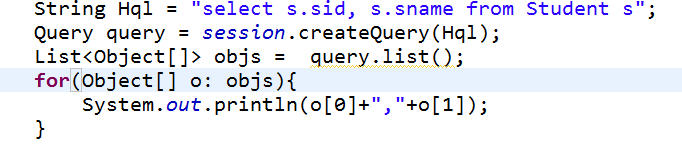 String Hql = "select s.sid, s.sname from Student s";
Query query = session.createQuery(Hql);
List<Object[]> objs =  query.list();
for(Object[] o: objs){
    System.out.println(o[0]+","+o[1]);
}